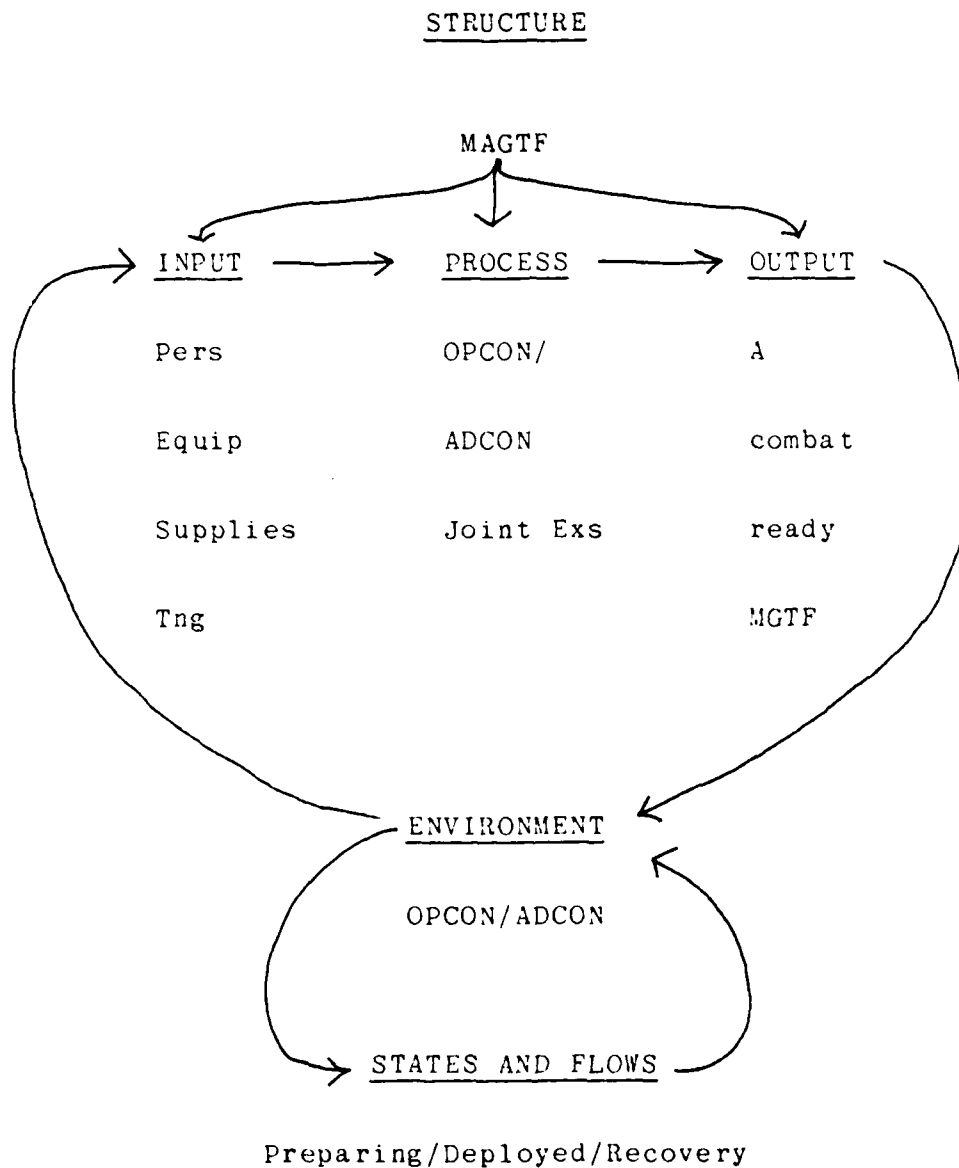 STRUCTURE
MAGTF
INPUT PROCESS OUTPUT
Pers OPCON/ A
Equip ADCON combat
Supplies Joint Exs ready
Tng MGTF
ENVIRONMENT
OPCON/ADCON
STATES AND FLOWS
Preparing/Deployed/Recovery